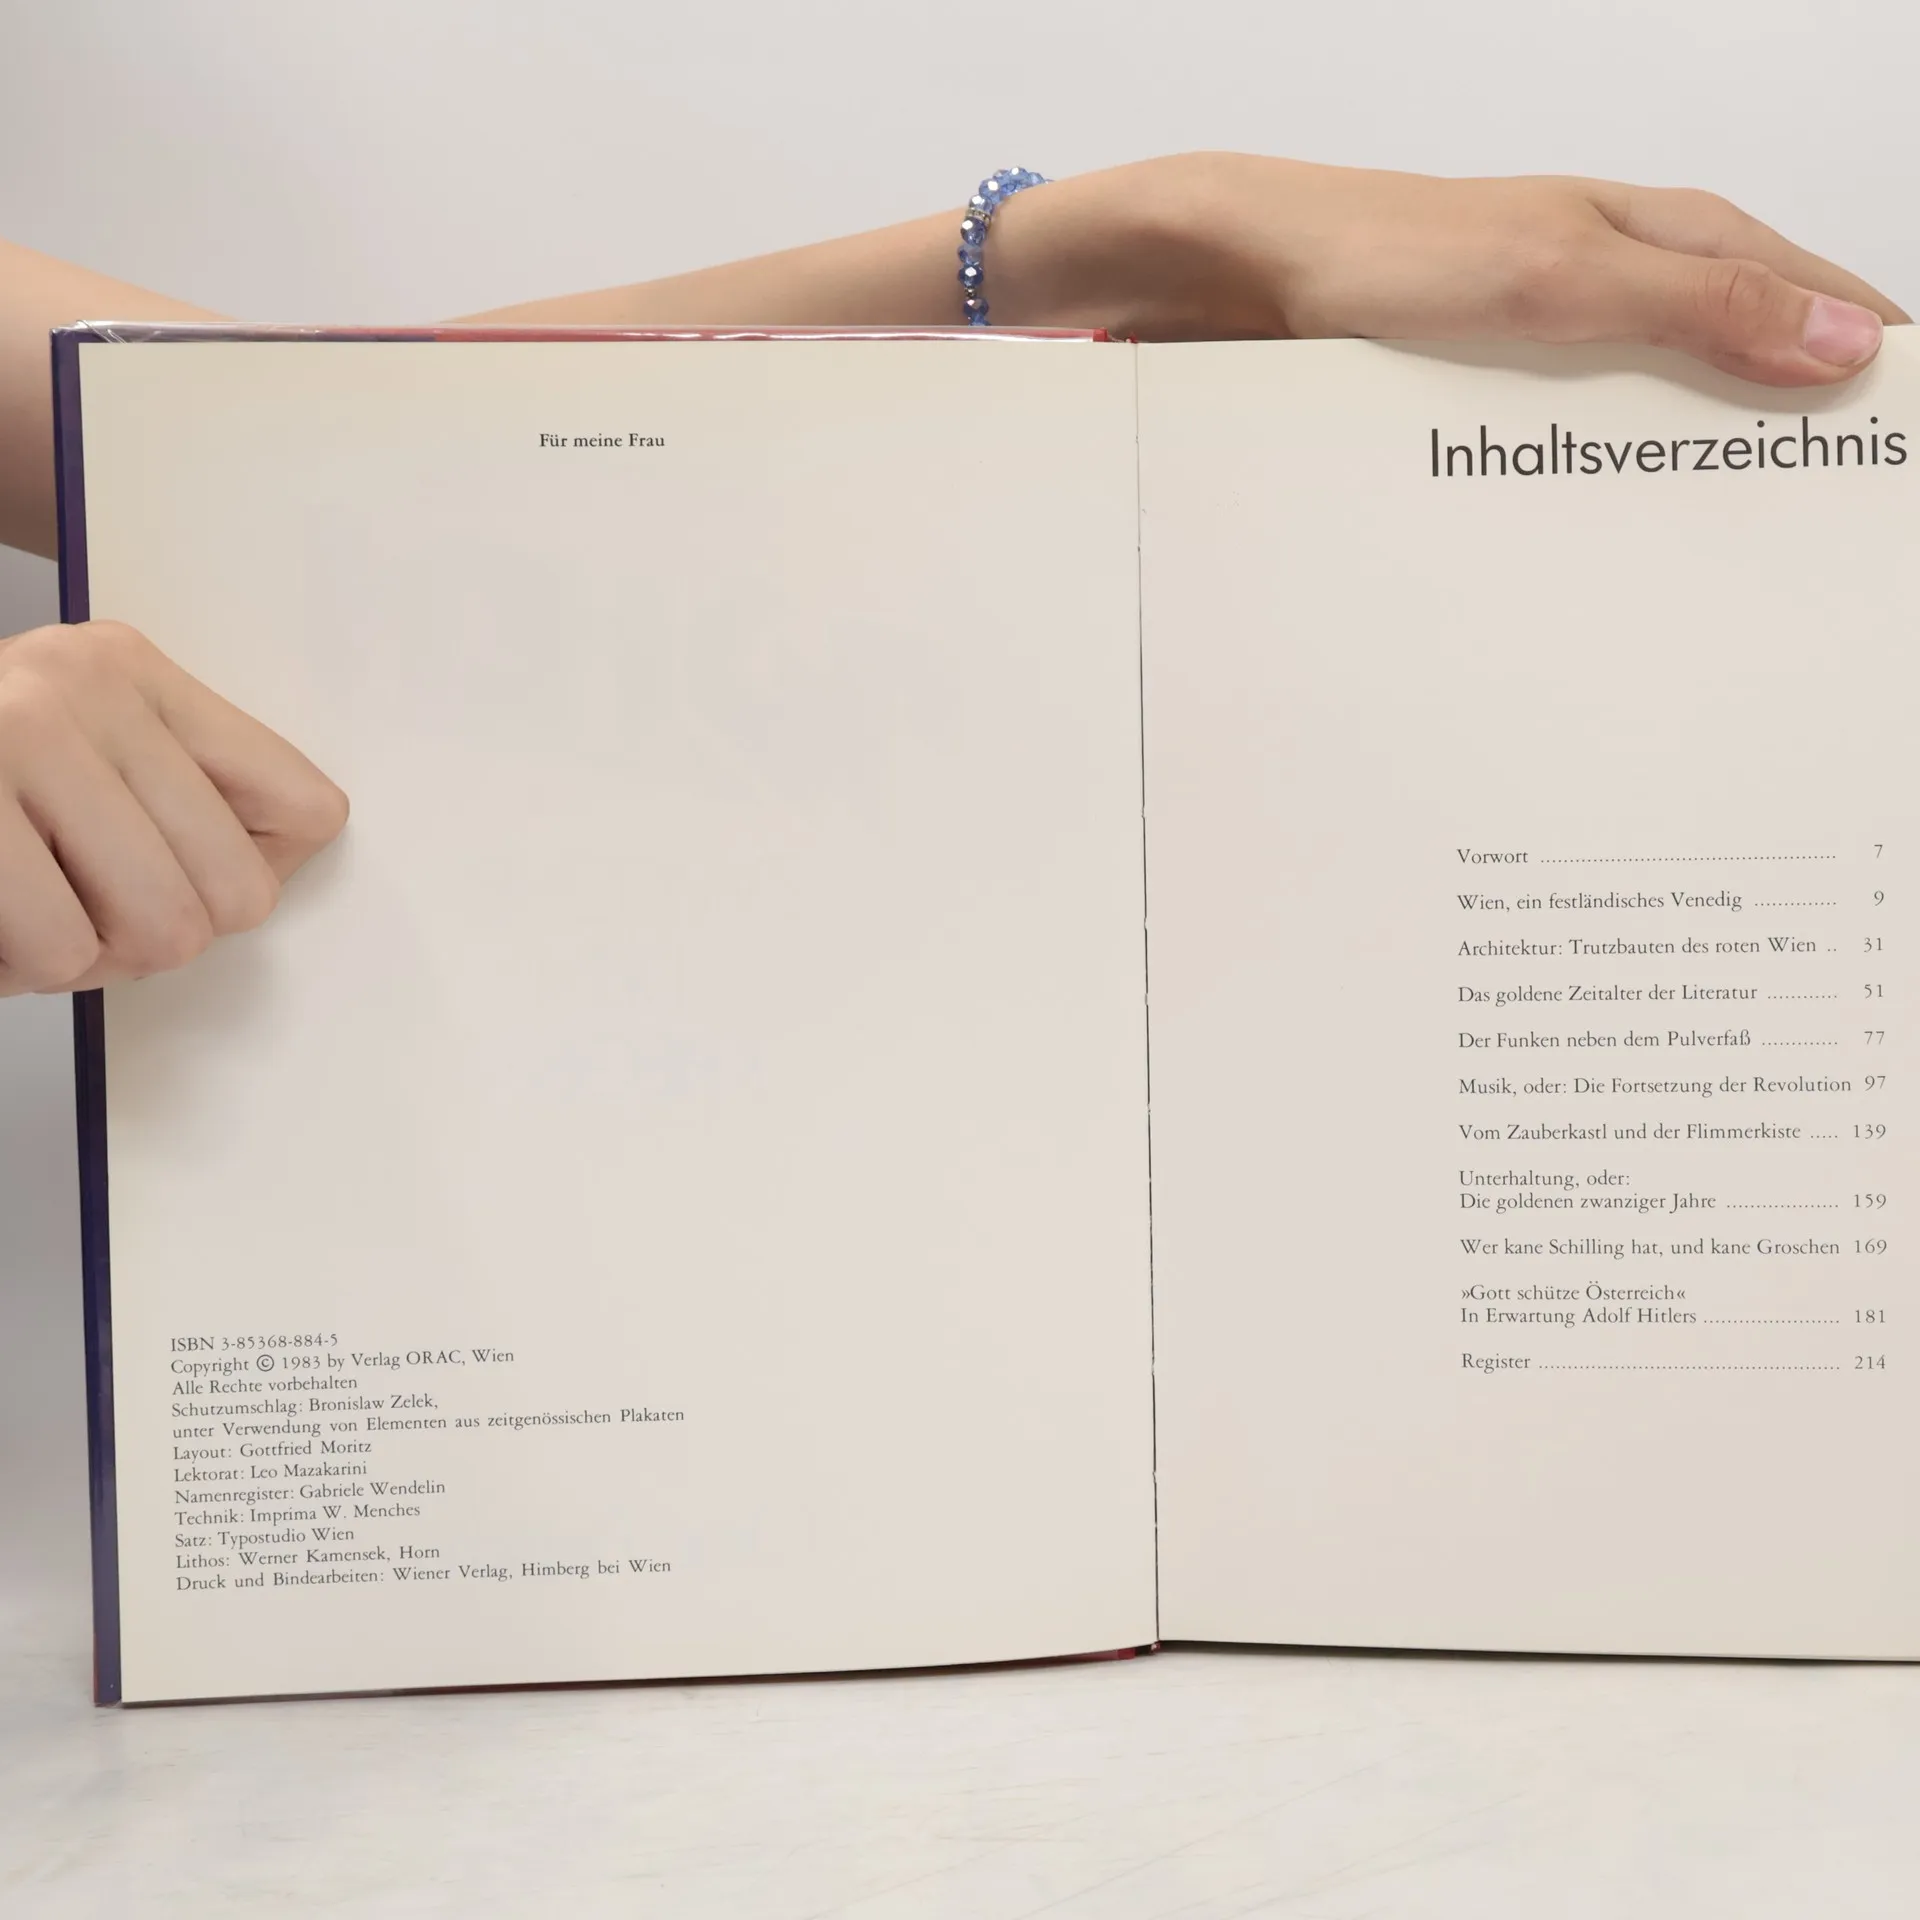 Für meine Frau
ISBN 3-85368-884-5
Copyright © 1983 by Verlag ORAC, Wien
Alle Rechte vorbehalten
Schutzumschlag: Bronislaw Zelek,
unter Verwendung von Elementen aus zeitgenössischen Plakaten
Layout: Gottfried Moritz
Lektorat: Leo Mazakarini
Namenregister: Gabriele Wendelin
Technik: Imprima W. Menches
Satz: Typostudio Wien
Lithos: Werner Kamensek, Horn
Druck und Bindearbeiten: Wiener Verlag, Himberg bei Wien
Inhaltsverzeichnis
Vorwort .................................................. 7
Wien, ein festländisches Venedig .............. 9
Architektur: Trutzbauten des roten Wien .. 31
Das goldene Zeitalter der Literatur ............ 51
Der Funken neben dem Pulverfaß ............. 77
Musik, oder: Die Fortsetzung der Revolution 97
Vom Zauberkastl und der Flimmerkiste ..... 139
Unterhaltung, oder:
Die goldenen zwanziger Jahre ................... 159
Wer kane Schilling hat, und kane Groschen 169
»Gott schütze Österreich«
In Erwartung Adolf Hitlers ....................... 181
Register ................................................... 214